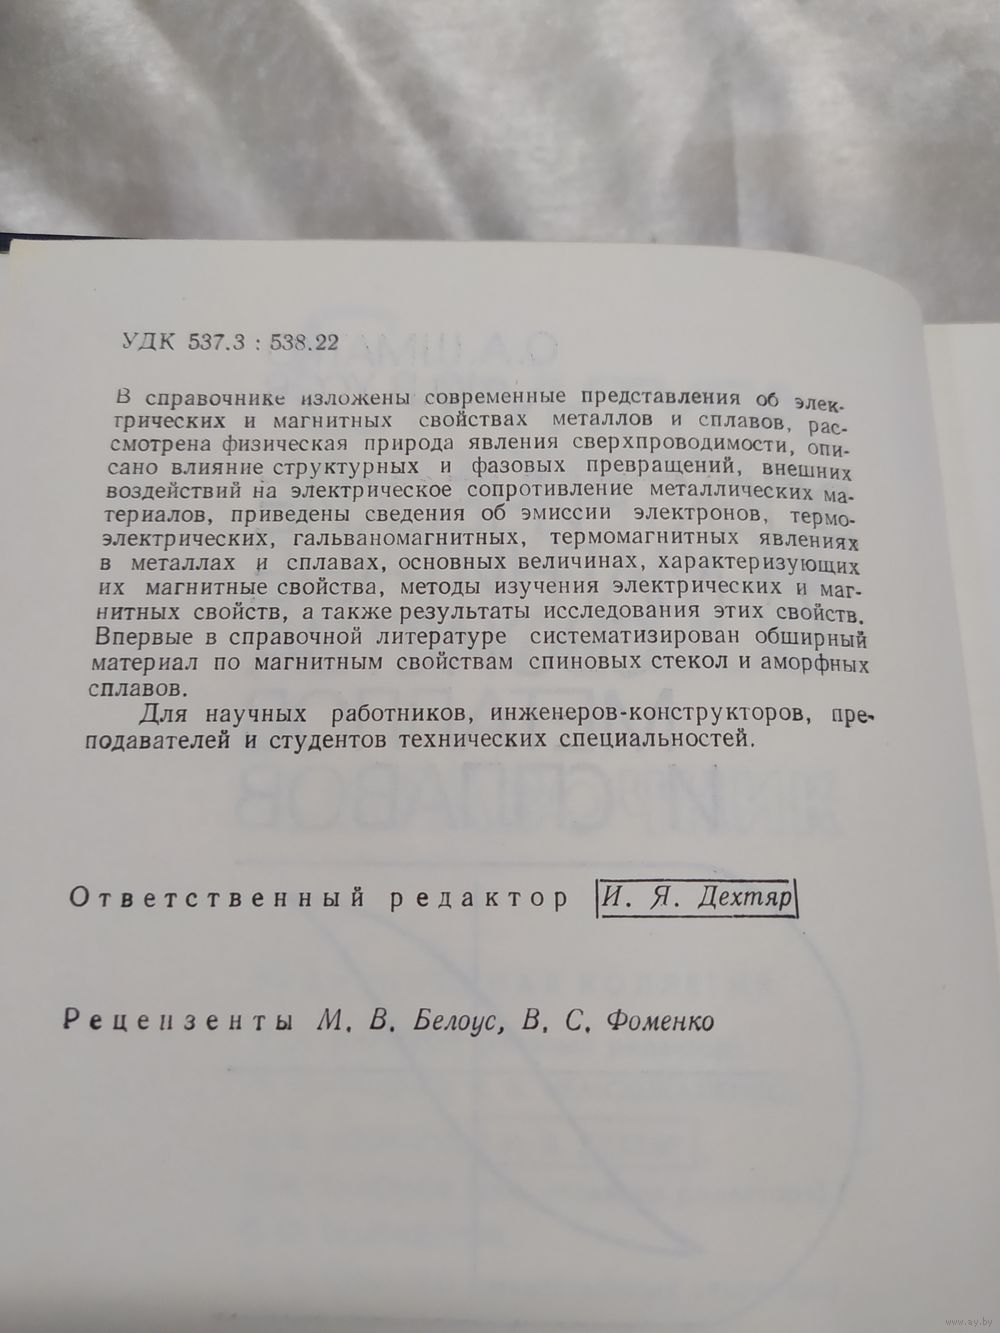 УДК 537.3 : 538.22
В справочнике изложены современные представления об элек-
трических и магнитных свойствах металлов и сплавов, рас-
смотрена физическая природа явления сверхпроводимости, опи-
сано влияние структурных и фазовых превращений, внешних
воздействий на электрическое сопротивление металлических ма-
териалов, приведены сведения об эмиссии электронов, термо-
электрических, гальваномагнитных, термомагнитных явлениях
в металлах и сплавах, основных величинах, характеризующих
их магнитные свойства, методы изучения электрических и маг-
нитных свойств, а также результаты исследования этих свойств.
Впервые в справочной литературе систематизирован обширный
материал по магнитным свойствам спиновых стекол и аморфных
сплавов.
Для научных работников, инженеров-конструкторов, пре-
подавателей и студентов технических специальностей.
Ответственный редактор И. Я. Дехтяр
Рецензенты М. В. Белоус, В. С. Фоменко
www.ay.by